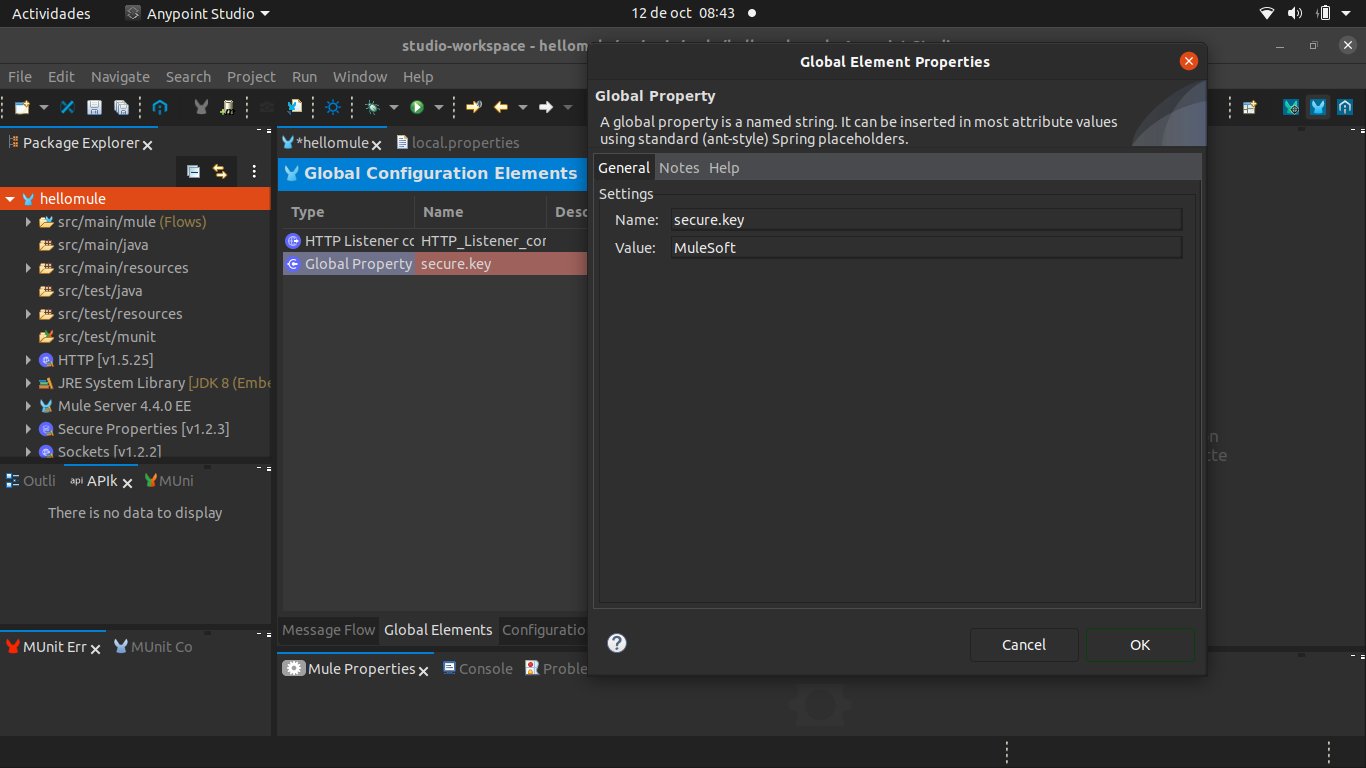 Actividades
Anypoint Studio
12 de oct 08:43
studio-workspace - hellomu
Global Element Properties
File Edit Navigate Search Project Run Window Help
Global Property
A global property is a named string. It can be inserted in most attribute values
using standard (ant-style) Spring placeholders.
Package Explorer
*hellomule
local.properties
General Notes Help
Global Configuration Elements
Settings
hellomule
Type Name Desc
Name: secure.key
src/main/mule (Flows)
src/main/java
HTTP Listener cc HTTP_Listener_cor
Value: MuleSoft
src/main/resources
Global Property secure.key
src/test/java
src/test/resources
src/test/munit
HTTP [v1.5.25]
JRE System Library [JDK 8 (Embe
Mule Server 4.4.0 EE
Secure Properties [v1.2.3]
Sockets [v1.2.2]
Outli
api APIk
MUni
There is no data to display
Message Flow Global Elements Configuratio
Cancel OK
MUnit Err
MUnit Co
Mule Properties
Console
Proble